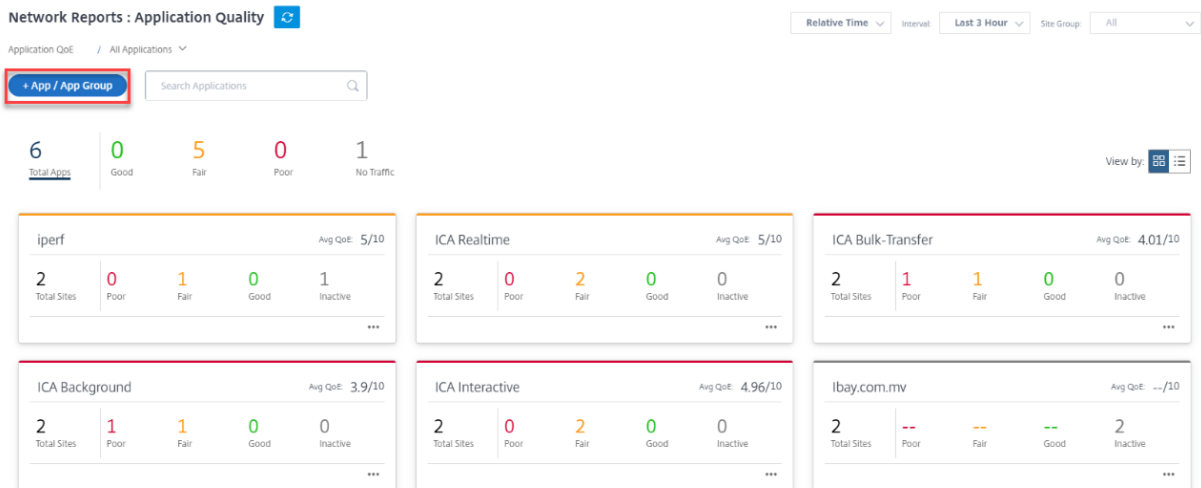 Network Reports : Application Quality
Relative Time Interval: Last 3 Hour Site Group: All
Application QoE / All Applications
+ App / App Group
Search Applications
6 0 5 0 1
Total Apps Good Fair Poor No Traffic
View by:
iperf Avg QoE: 5/10
2 0 1 0 1
Total Sites Poor Fair Good Inactive
ICA Realtime Avg QoE: 5/10
2 0 2 0 0
Total Sites Poor Fair Good Inactive
ICA Bulk-Transfer Avg QoE: 4.01/10
2 1 1 0 0
Total Sites Poor Fair Good Inactive
ICA Background Avg QoE: 3.9/10
2 1 1 0 0
Total Sites Poor Fair Good Inactive
ICA Interactive Avg QoE: 4.96/10
2 0 2 0 0
Total Sites Poor Fair Good Inactive
Ibay.com.mv Avg QoE: --/10
2 -- -- -- 2
Total Sites Poor Fair Good Inactive